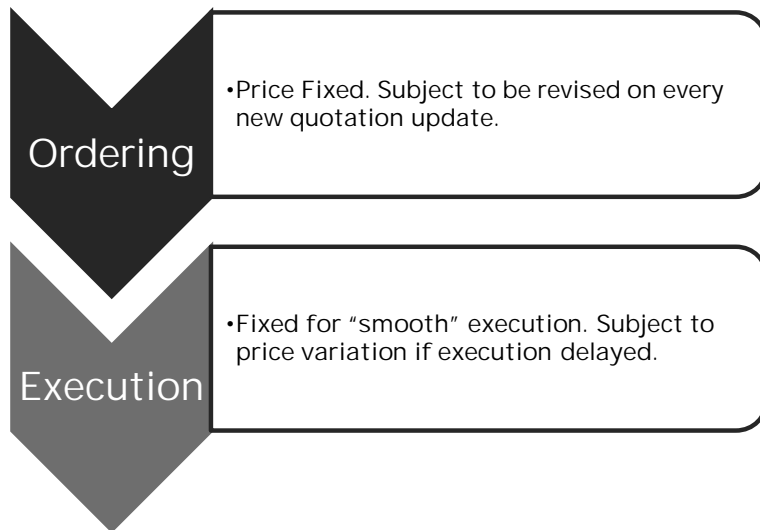 Ordering
•Price Fixed. Subject to be revised on every
new quotation update.
Execution
•Fixed for “smooth” execution. Subject to
price variation if execution delayed.